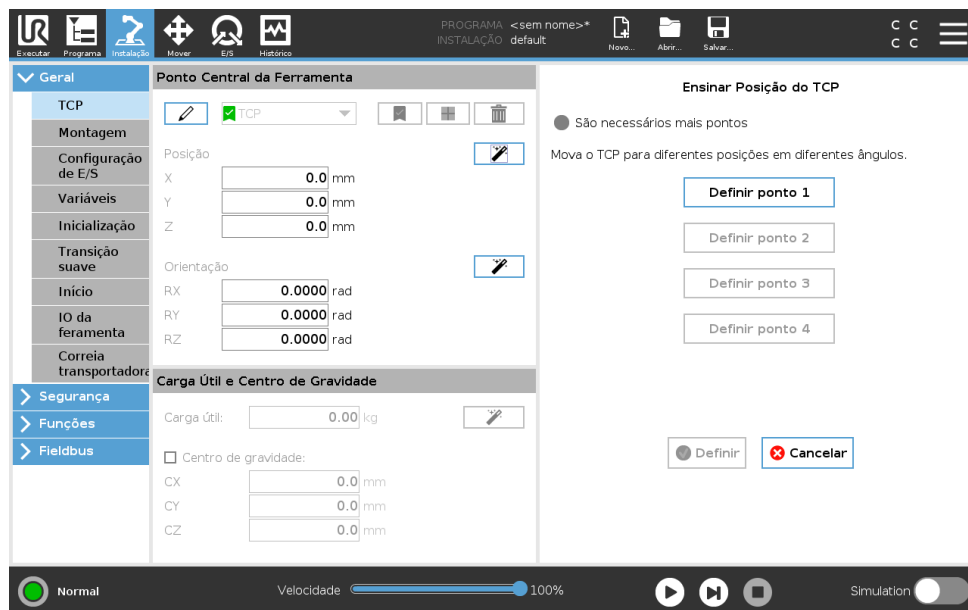 PROGRAMA <sem nome>*
INSTALAÇÃO default
C C
C C
Executar
Programa
Instalação
Mover
E/S
Histórico
Novo...
Abrir...
Salvar...
Geral
TCP
Montagem
Configuração
de E/S
Variáveis
Inicialização
Transição
suave
Início
IO da
ferramenta
Correia
transportadora
Segurança
Funções
Fieldbus
Ponto Central da Ferramenta
TCP
Posição
X 0.0 mm
Y 0.0 mm
Z 0.0 mm
Orientação
RX 0.0000 rad
RY 0.0000 rad
RZ 0.0000 rad
Carga Útil e Centro de Gravidade
Carga útil: 0.00 kg
Centro de gravidade:
CX 0.0 mm
CY 0.0 mm
CZ 0.0 mm
Ensinar Posição do TCP
São necessários mais pontos
Mova o TCP para diferentes posições em diferentes ângulos.
Definir ponto 1
Definir ponto 2
Definir ponto 3
Definir ponto 4
Definir
Cancelar
Normal
Velocidade 100%
Simulation